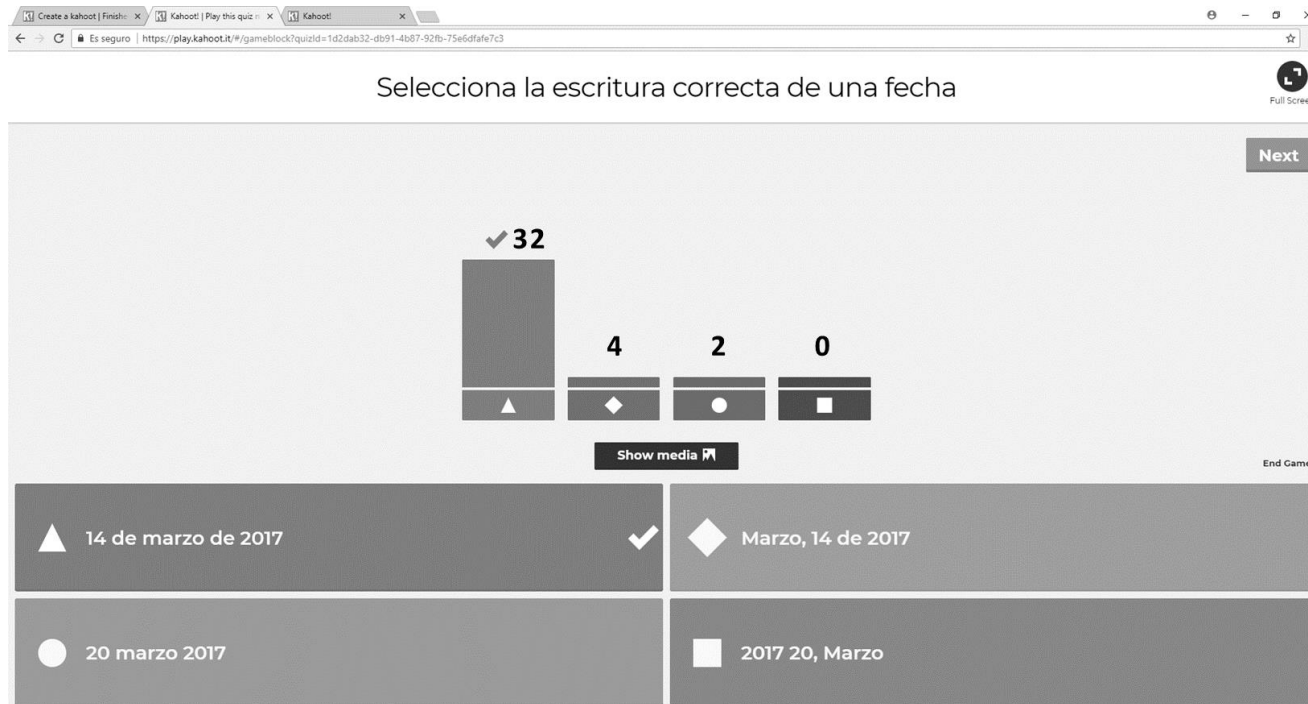 Create a kahoot | Finishe
Kahoot! | Play this quiz n
Kahoot!
Es seguro | https://play.kahoot.it/#/gameblock?quizId=1d2dab32-db91-4b87-92fb-75e6dfafe7c3
Selecciona la escritura correcta de una fecha
Full Scree
Next
32
4
2
0
Show media
End Game
14 de marzo de 2017
Marzo, 14 de 2017
20 marzo 2017
2017 20, Marzo